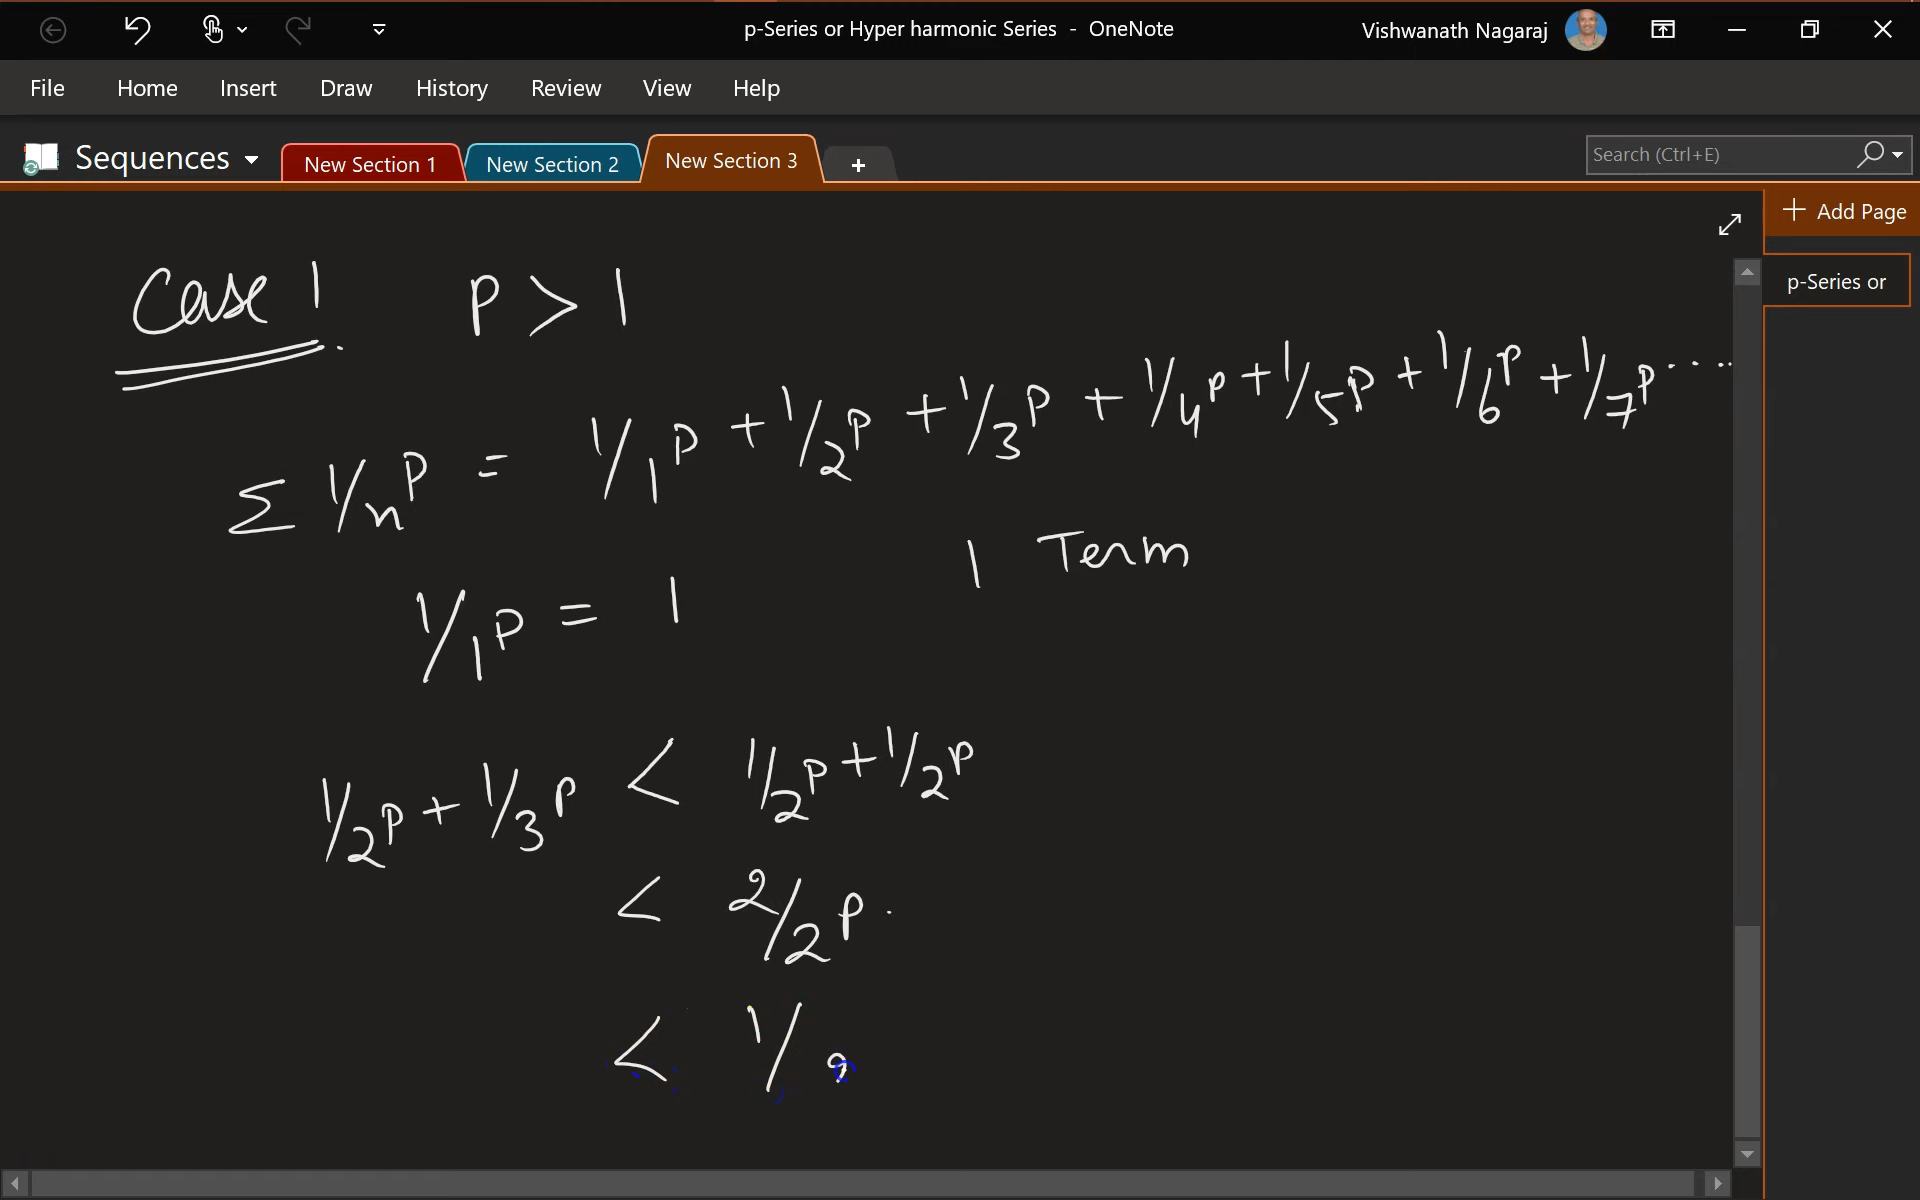 p-Series or Hyper harmonic Series - OneNote
Vishwanath Nagaraj
File Home Insert Draw History Review View Help
Sequences
New Section 1
New Section 2
New Section 3
+
Search (Ctrl+E)
+ Add Page
p-Series or
Case 1. p > 1
Σ 1/n^p = 1/1^p + 1/2^p + 1/3^p + 1/4^p + 1/5^p + 1/6^p + 1/7^p ....
1/1^p = 1 1 Term
1/2^p + 1/3^p < 1/2^p + 1/2^p
< 2/2^p.
< 1/